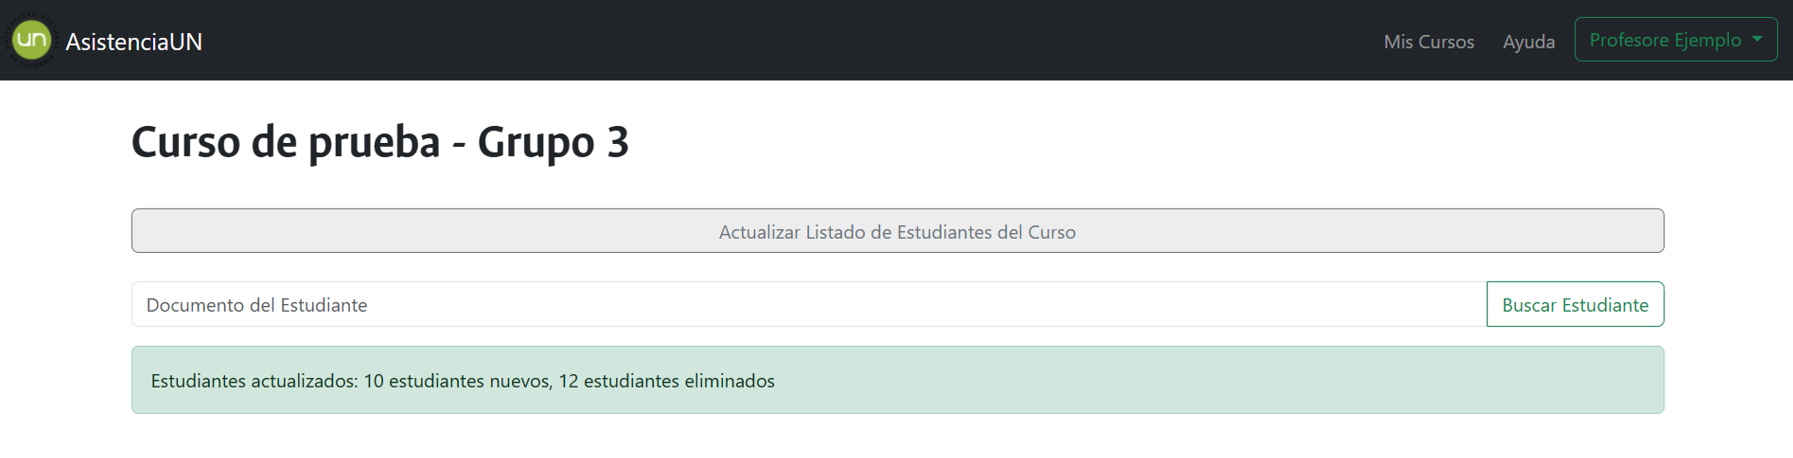 un AsistenciaUN Mis Cursos Ayuda Profesore Ejemplo
Curso de prueba - Grupo 3
Actualizar Listado de Estudiantes del Curso
Documento del Estudiante Buscar Estudiante
Estudiantes actualizados: 10 estudiantes nuevos, 12 estudiantes eliminados